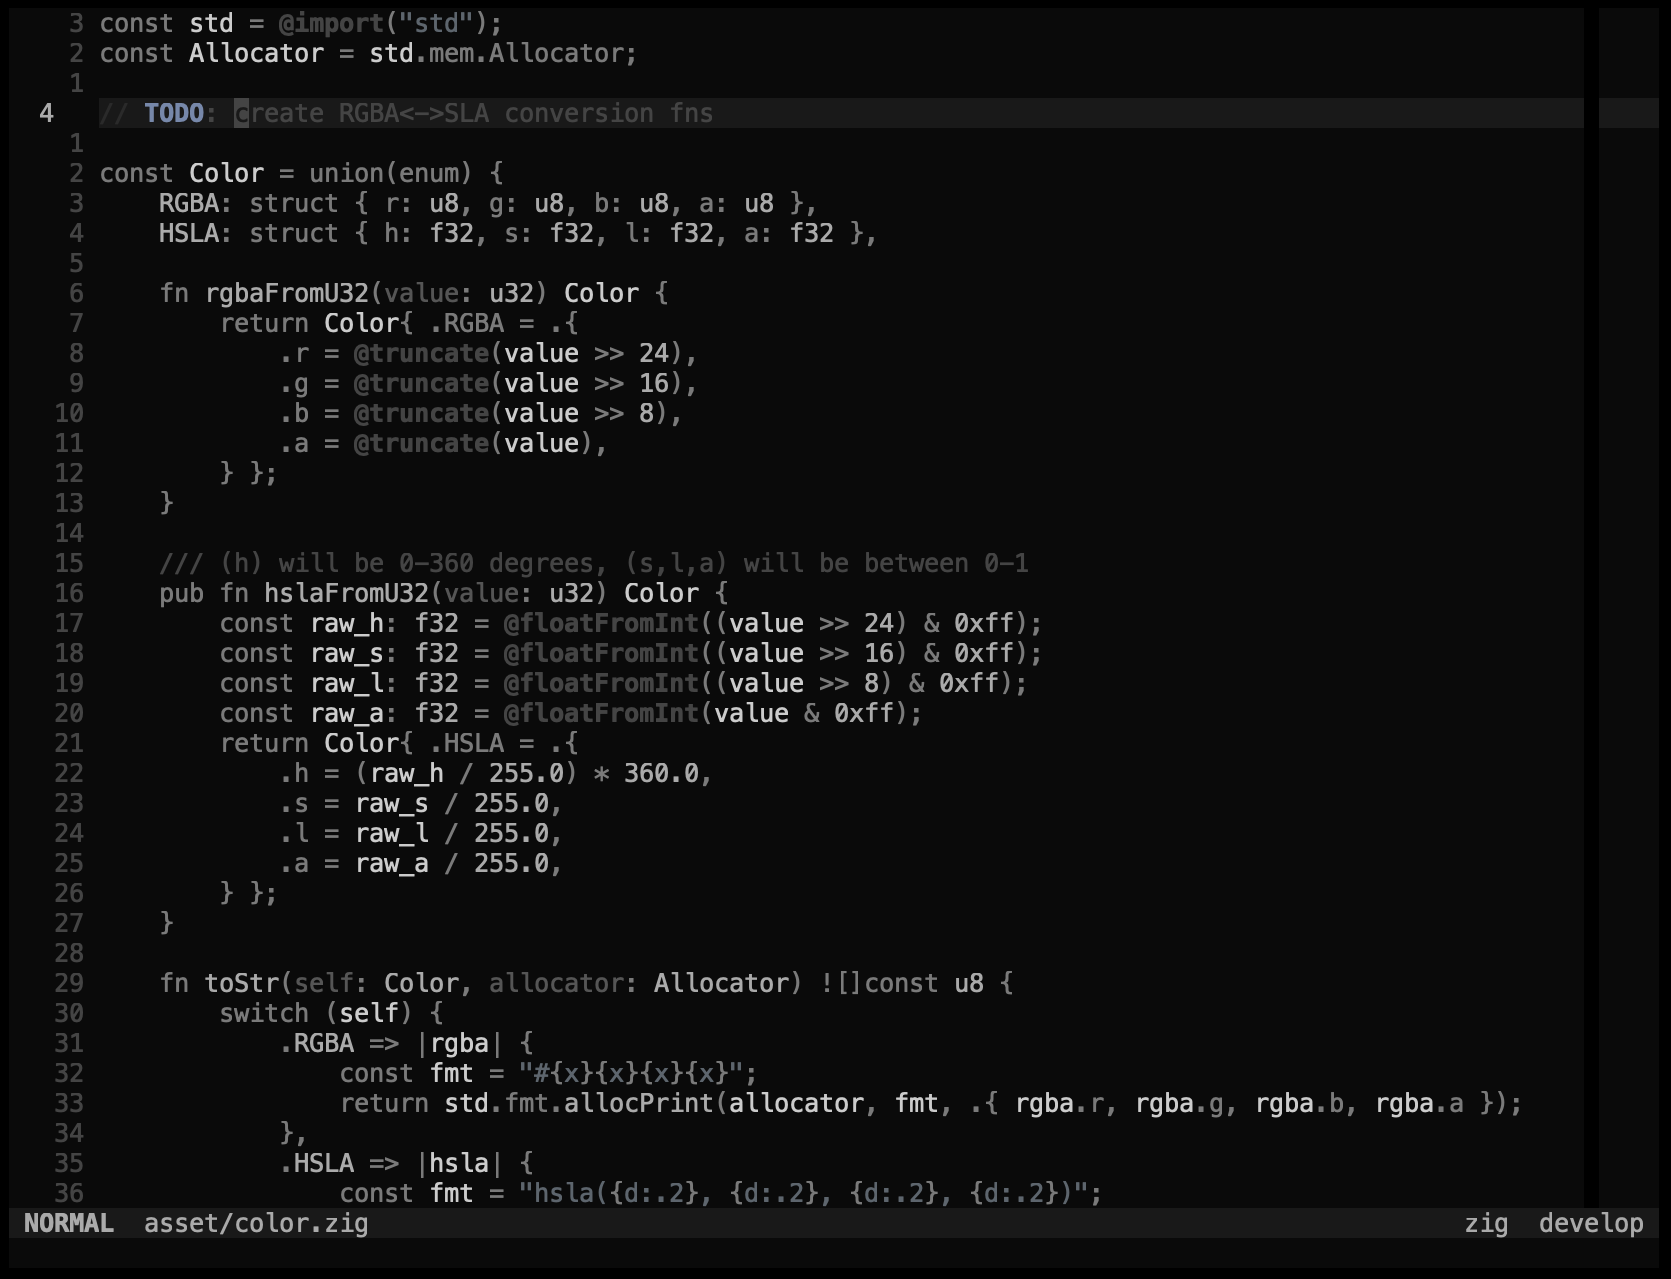 3 const std = @import("std");
2 const Allocator = std.mem.Allocator;
1
4 // TODO: create RGBA<->SLA conversion fns
1
2 const Color = union(enum) {
3     RGBA: struct { r: u8, g: u8, b: u8, a: u8 },
4     HSLA: struct { h: f32, s: f32, l: f32, a: f32 },
5
6     fn rgbaFromU32(value: u32) Color {
7         return Color{ .RGBA = .{
8             .r = @truncate(value >> 24),
9             .g = @truncate(value >> 16),
10             .b = @truncate(value >> 8),
11             .a = @truncate(value),
12         } };
13     }
14
15     /// (h) will be 0-360 degrees, (s,l,a) will be between 0-1
16     pub fn hslaFromU32(value: u32) Color {
17         const raw_h: f32 = @floatFromInt((value >> 24) & 0xff);
18         const raw_s: f32 = @floatFromInt((value >> 16) & 0xff);
19         const raw_l: f32 = @floatFromInt((value >> 8) & 0xff);
20         const raw_a: f32 = @floatFromInt(value & 0xff);
21         return Color{ .HSLA = .{
22             .h = (raw_h / 255.0) * 360.0,
23             .s = raw_s / 255.0,
24             .l = raw_l / 255.0,
25             .a = raw_a / 255.0,
26         } };
27     }
28
29     fn toStr(self: Color, allocator: Allocator) ![]const u8 {
30         switch (self) {
31             .RGBA => |rgba| {
32                 const fmt = "#{x}{x}{x}{x}";
33                 return std.fmt.allocPrint(allocator, fmt, .{ rgba.r, rgba.g, rgba.b, rgba.a });
34             },
35             .HSLA => |hsla| {
36                 const fmt = "hsla({d:.2}, {d:.2}, {d:.2}, {d:.2})";
NORMAL  asset/color.zig  zig  develop